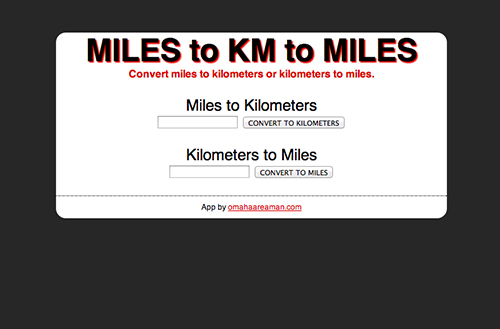 MILES to KM to MILES
Convert miles to kilometers or kilometers to miles.
Miles to Kilometers
CONVERT TO KILOMETERS
Kilometers to Miles
CONVERT TO MILES
App by omahaareaman.com